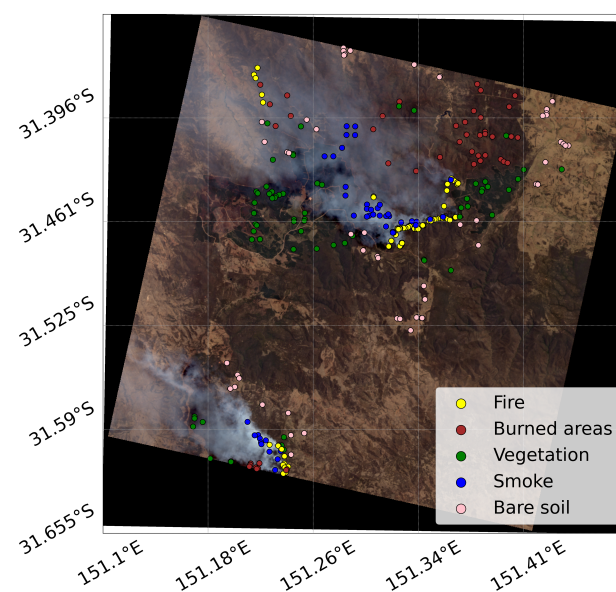 31.396°S
31.461°S
31.525°S
31.59°S
31.655°S
Fire
Burned areas
Vegetation
Smoke
Bare soil
151.1°E
151.18°E
151.26°E
151.34°E
151.41°E